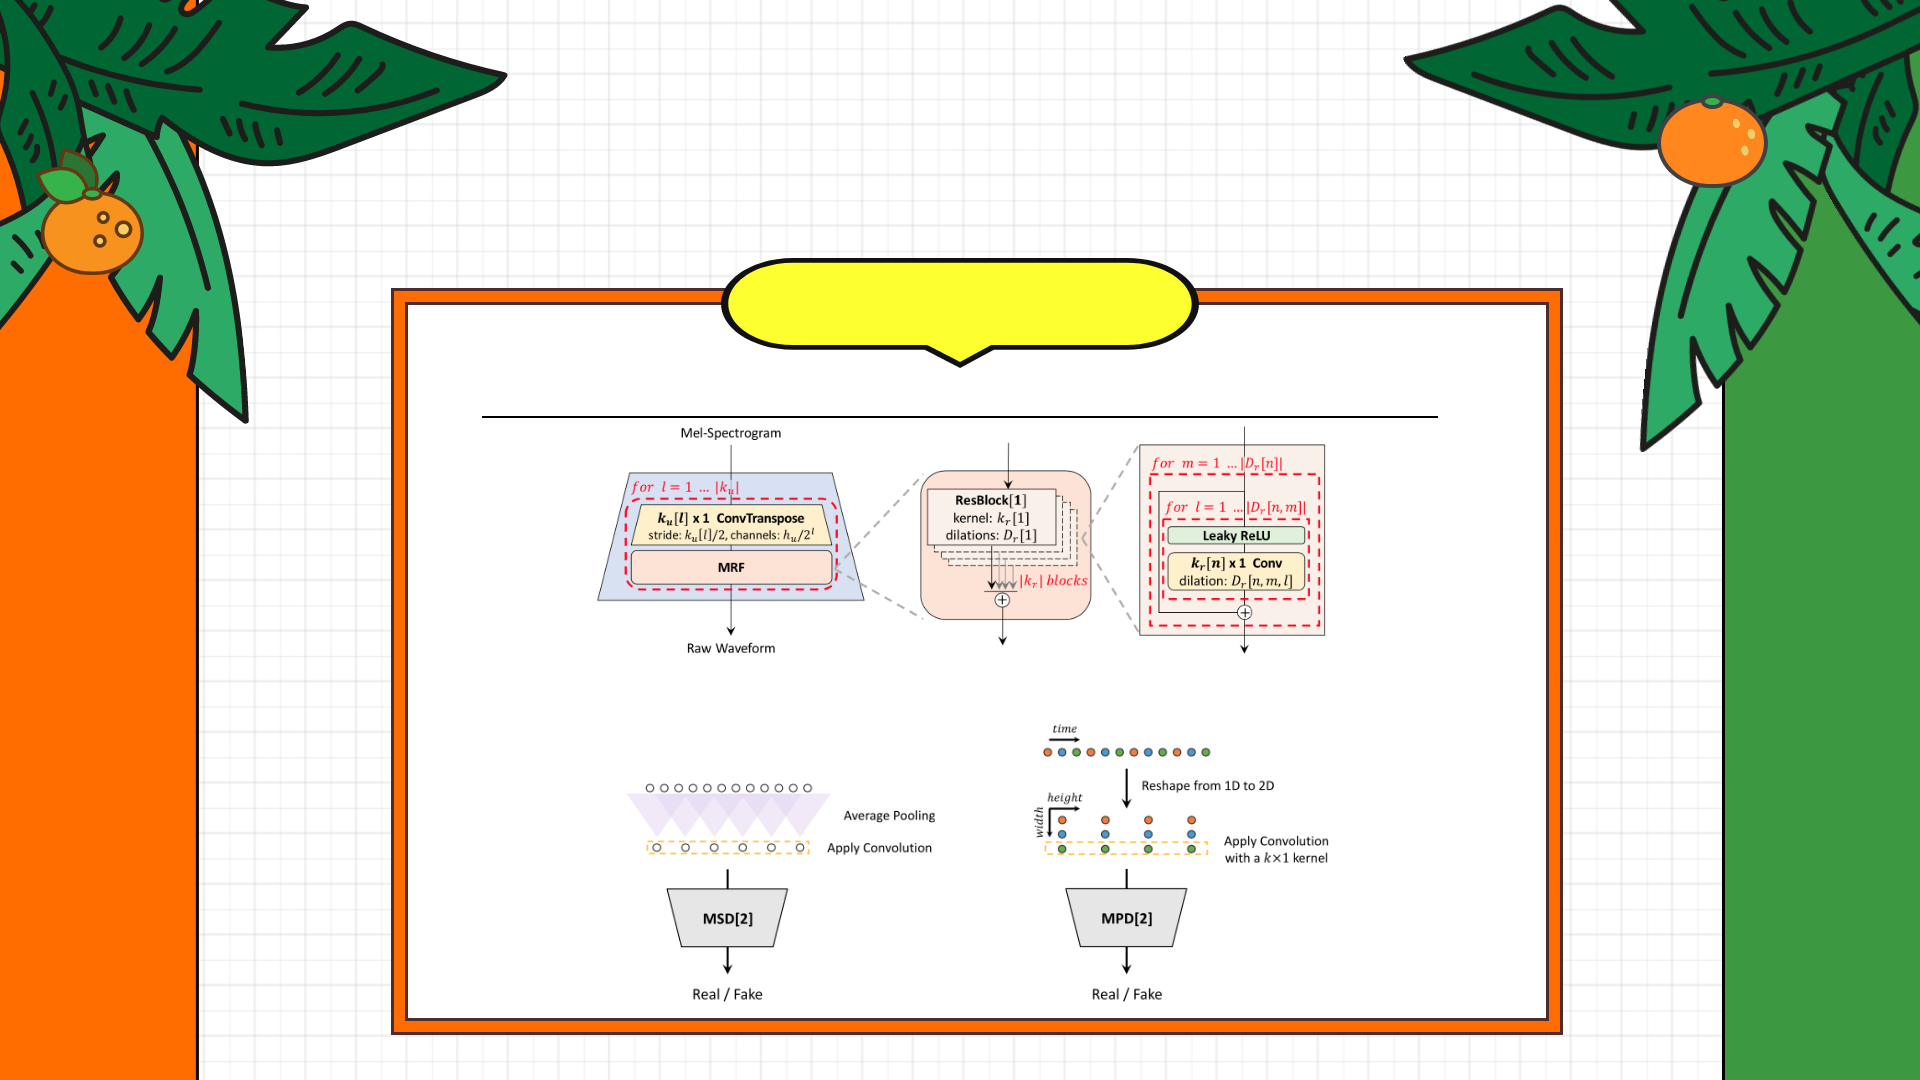 Mel-Spectrogram
for l = 1 … |k_u|
k_u[l] x 1 ConvTranspose
stride: k_u[l]/2, channels: h_u/2^l
MRF
Raw Waveform
ResBlock[1]
kernel: k_r[1]
dilations: D_r[1]
|k_r| blocks
for m = 1 … |D_r[n]|
for l = 1 … |D_r[n, m]|
Leaky ReLU
k_r[n] x 1 Conv
dilation: D_r[n, m, l]
Average Pooling
Apply Convolution
MSD[2]
Real / Fake
time
Reshape from 1D to 2D
height
width
Apply Convolution
with a k×1 kernel
MPD[2]
Real / Fake